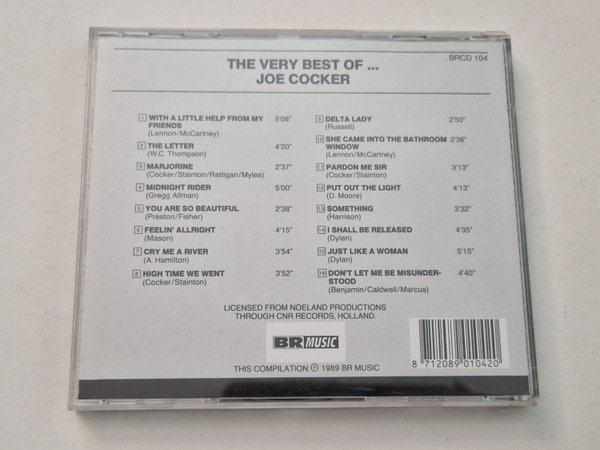 BRCD 104
THE VERY BEST OF ...
JOE COCKER
1 WITH A LITTLE HELP FROM MY 5'08"
FRIENDS
(Lennon/McCartney)
2 THE LETTER 4'20"
(W.C. Thompson)
3 MARJORINE 2'37"
(Cocker/Stainton/Rattigan/Myles)
4 MIDNIGHT RIDER 5'00"
(Gregg Allman)
5 YOU ARE SO BEAUTIFUL 2'38"
(Preston/Fisher)
6 FEELIN' ALLRIGHT 4'15"
(Mason)
7 CRY ME A RIVER 3'54"
(A. Hamilton)
8 HIGH TIME WE WENT 3'52"
(Cocker/Stainton)
9 DELTA LADY 2'50"
(Russell)
10 SHE CAME INTO THE BATHROOM 2'36"
WINDOW
(Lennon/McCartney)
11 PARDON ME SIR 3'13"
(Cocker/Stainton)
12 PUT OUT THE LIGHT 4'13"
(D. Moore)
13 SOMETHING 3'32"
(Harrison)
14 I SHALL BE RELEASED 4'35"
(Dylan)
15 JUST LIKE A WOMAN 5'15"
(Dylan)
16 DON'T LET ME BE MISUNDER- 4'40"
STOOD
(Benjamin/Caldwell/Marcus)
LICENSED FROM NOELAND PRODUCTIONS
THROUGH CNR RECORDS, HOLLAND.
BR MUSIC
THIS COMPILATION ℗ 1989 BR MUSIC
8 712089 010420